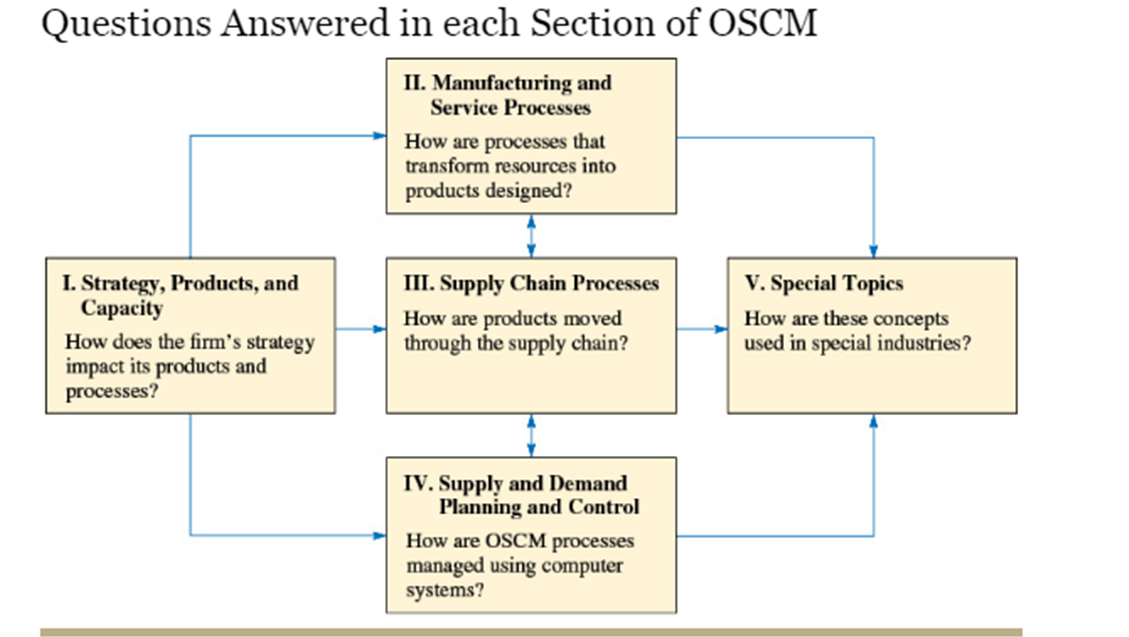 Questions Answered in each Section of OSCM
II. Manufacturing and
Service Processes
How are processes that
transform resources into
products designed?
I. Strategy, Products, and
Capacity
How does the firm's strategy
impact its products and
processes?
III. Supply Chain Processes
How are products moved
through the supply chain?
V. Special Topics
How are these concepts
used in special industries?
IV. Supply and Demand
Planning and Control
How are OSCM processes
managed using computer
systems?